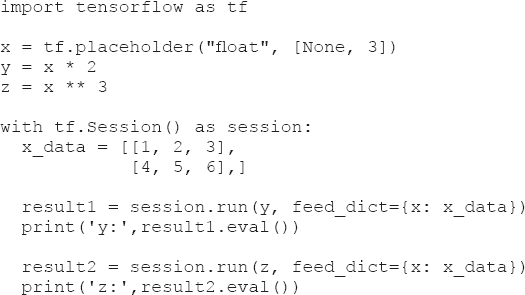 import tensorflow as tf
x = tf.placeholder("float", [None, 3])
y = x * 2
z = x ** 3
with tf.Session() as session:
x_data = [[1, 2, 3],
[4, 5, 6],]
result1 = session.run(y, feed_dict={x: x_data})
print('y:',result1.eval())
result2 = session.run(z, feed_dict={x: x_data})
print('z:',result2.eval())